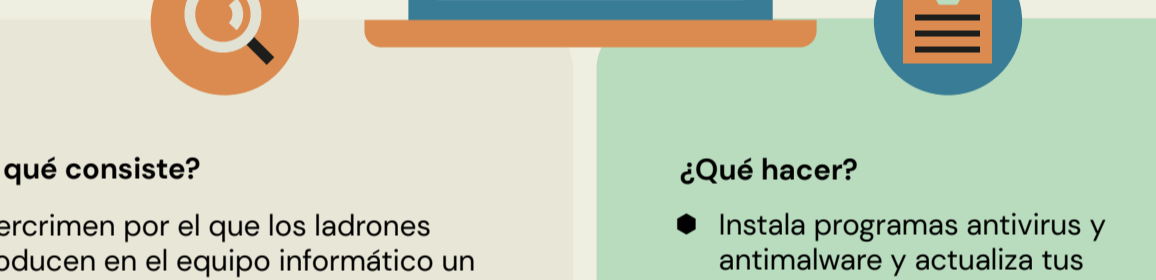 qué consiste?
ercrimen por el que los ladrones
oducen en el equipo informático un
¿Qué hacer?
Instala programas antivirus y
antimalware y actualiza tus